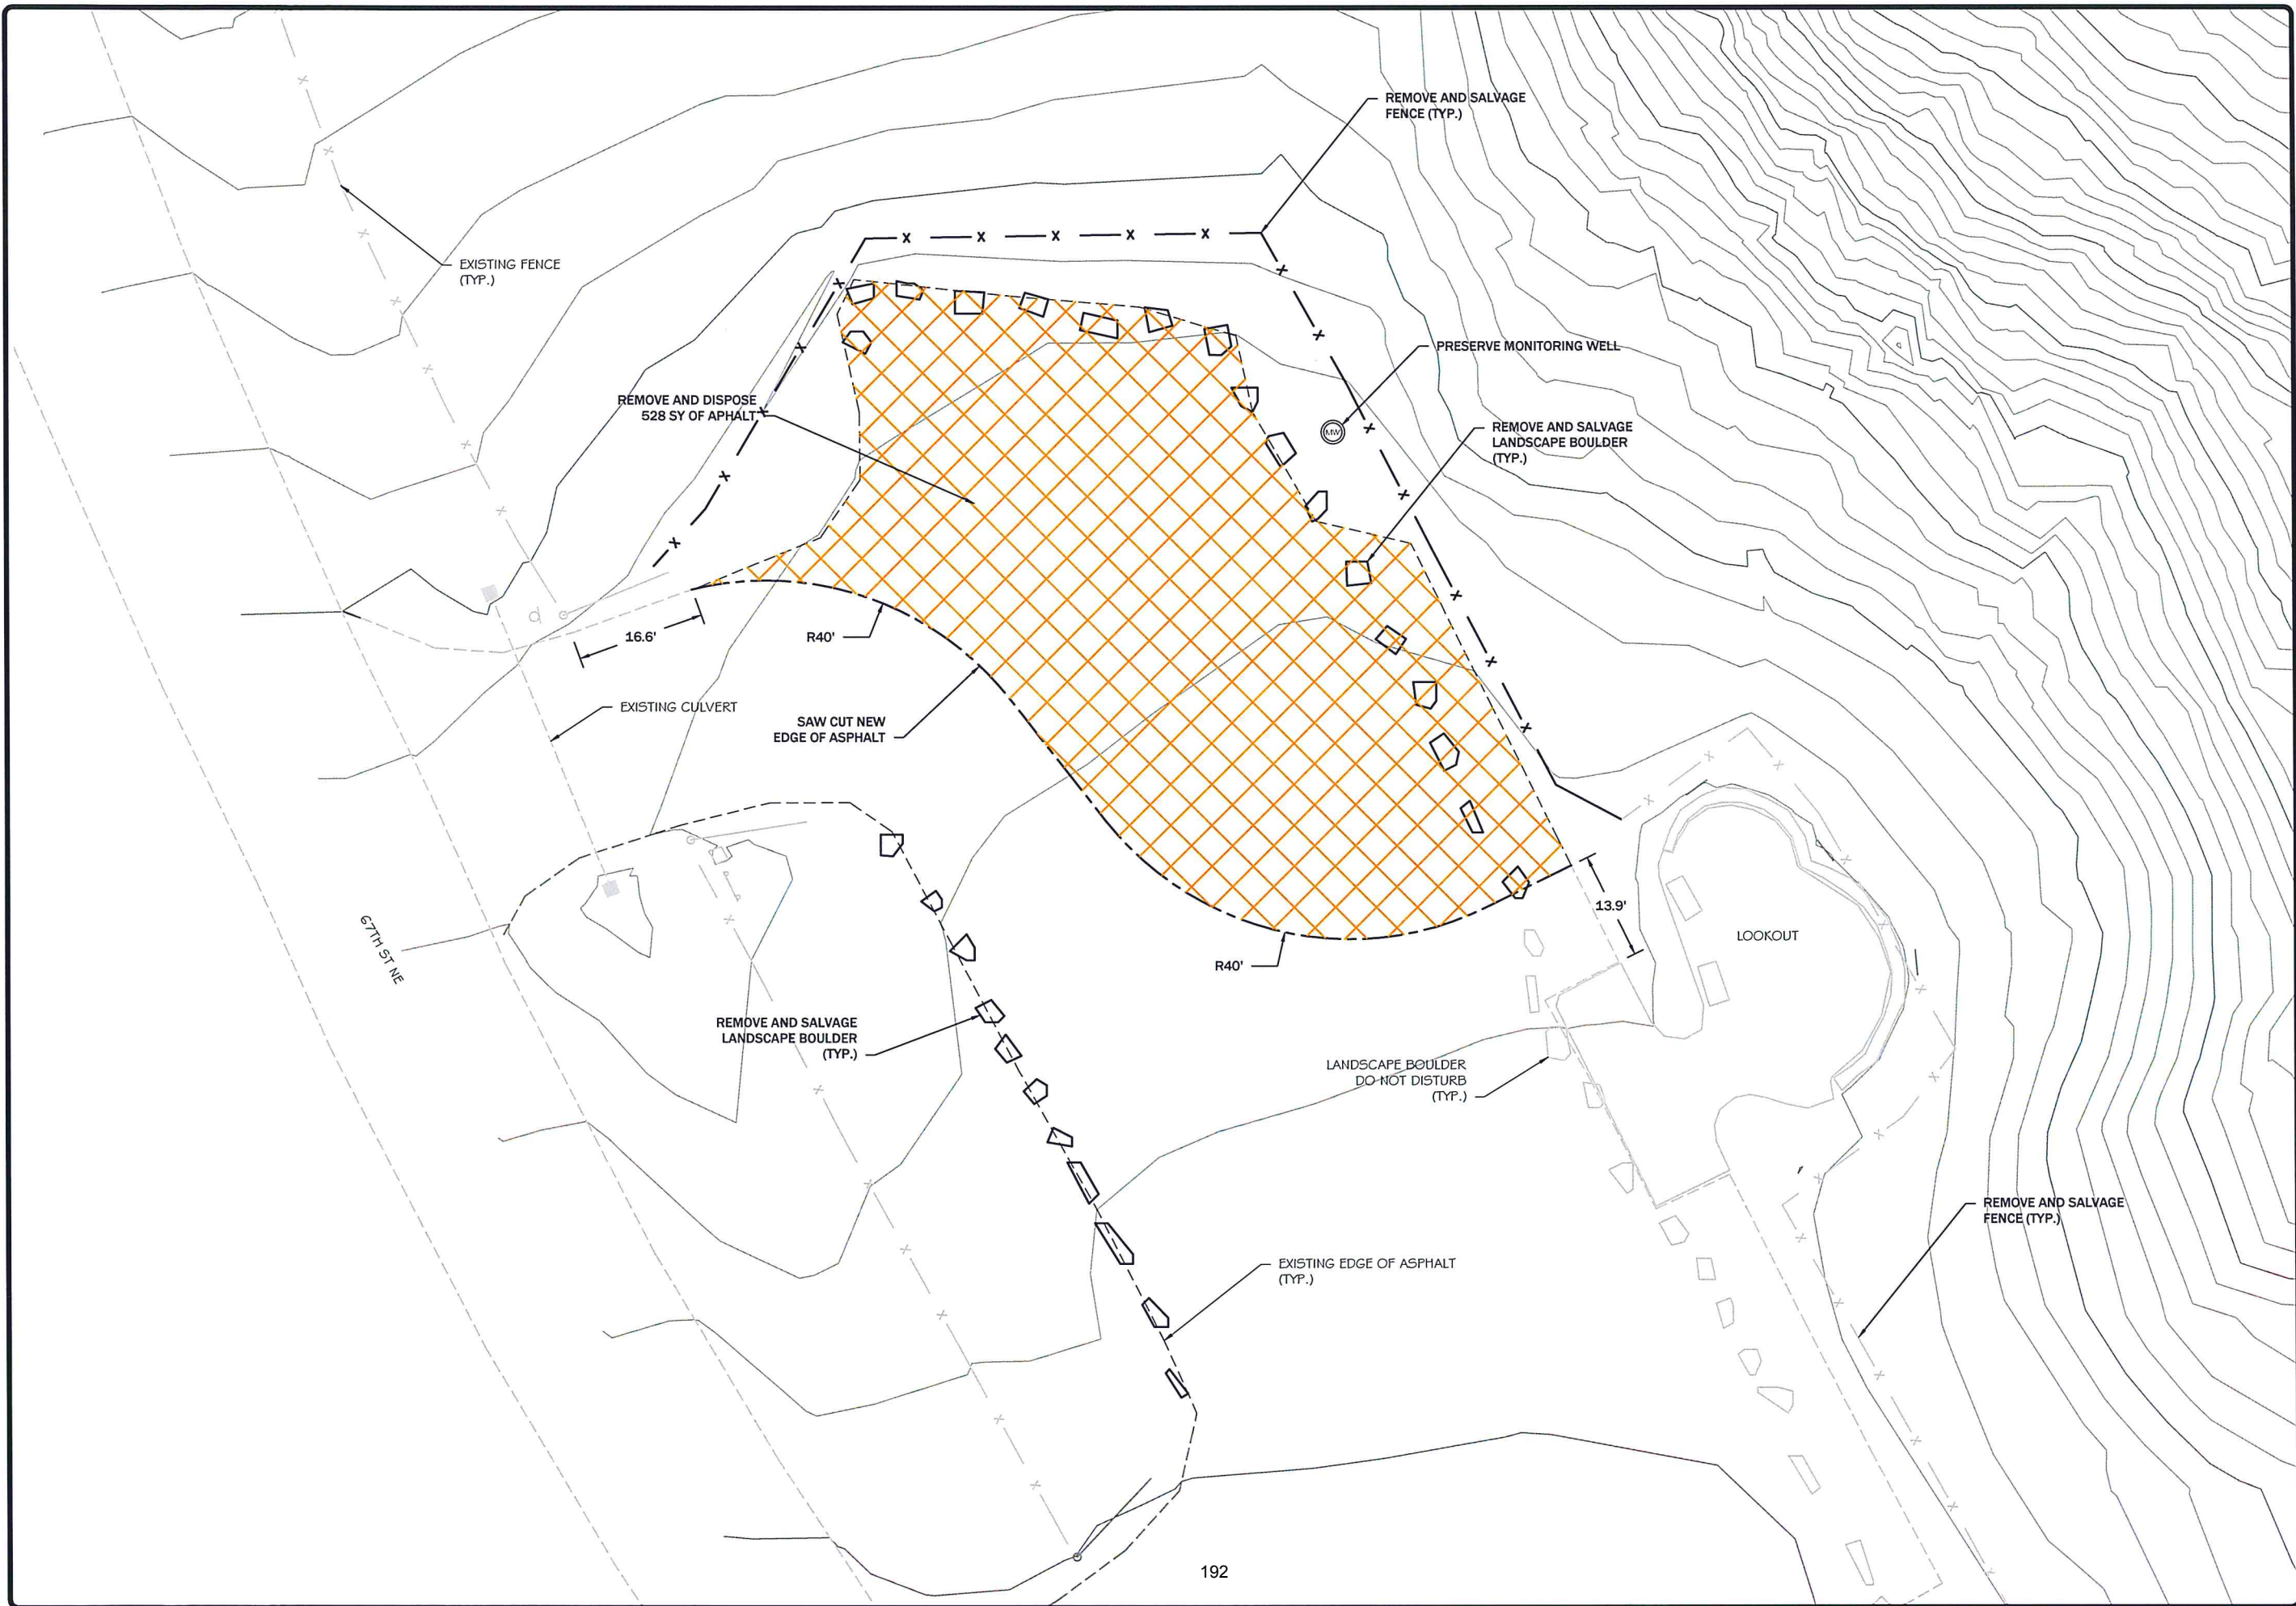 REMOVE AND SALVAGE
FENCE (TYP.)
EXISTING FENCE
(TYP.)
PRESERVE MONITORING WELL
REMOVE AND DISPOSE
528 SY OF APHALT
MW
REMOVE AND SALVAGE
LANDSCAPE BOULDER
(TYP.)
16.6'
R40'
EXISTING CULVERT
SAW CUT NEW
EDGE OF ASPHALT
13.9'
67TH ST NE
LOOKOUT
R40'
REMOVE AND SALVAGE
LANDSCAPE BOULDER
(TYP.)
LANDSCAPE BOULDER
DO NOT DISTURB
(TYP.)
REMOVE AND SALVAGE
FENCE (TYP.)
EXISTING EDGE OF ASPHALT
(TYP.)
192